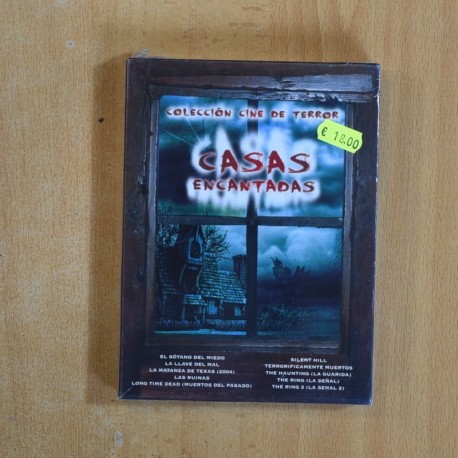 COLECCIÓN CINE DE TERROR
€ 18.00
CASAS
ENCANTADAS
EL SÓTANO DEL MIEDO
LA LLAVE DEL MAL
LA MATANZA DE TEXAS (2004)
LAS RUINAS
LONG TIME DEAD (MUERTOS DEL PASADO)
SILENT HILL
TERRORIFICAMENTE MUERTOS
THE HAUNTING (LA GUARIDA)
THE RING (LA SEÑAL)
THE RING 2 (LA SEÑAL 2)